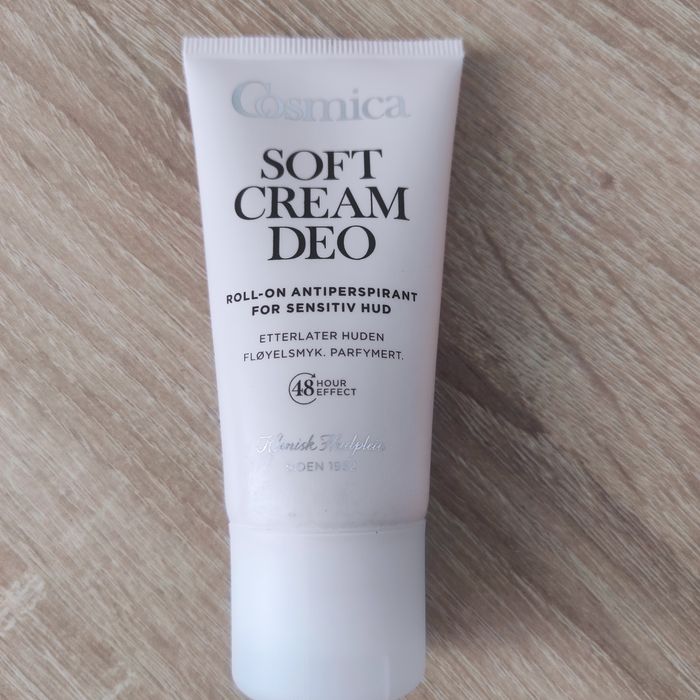 Cosmica
SOFT
CREAM
DEO
ROLL-ON ANTIPERSPIRANT
FOR SENSITIV HUD
ETTERLATER HUDEN
FLØYELSMYK. PARFYMERT.
48 HOUR
EFFECT
Klinisk Hudpleie
SIDEN